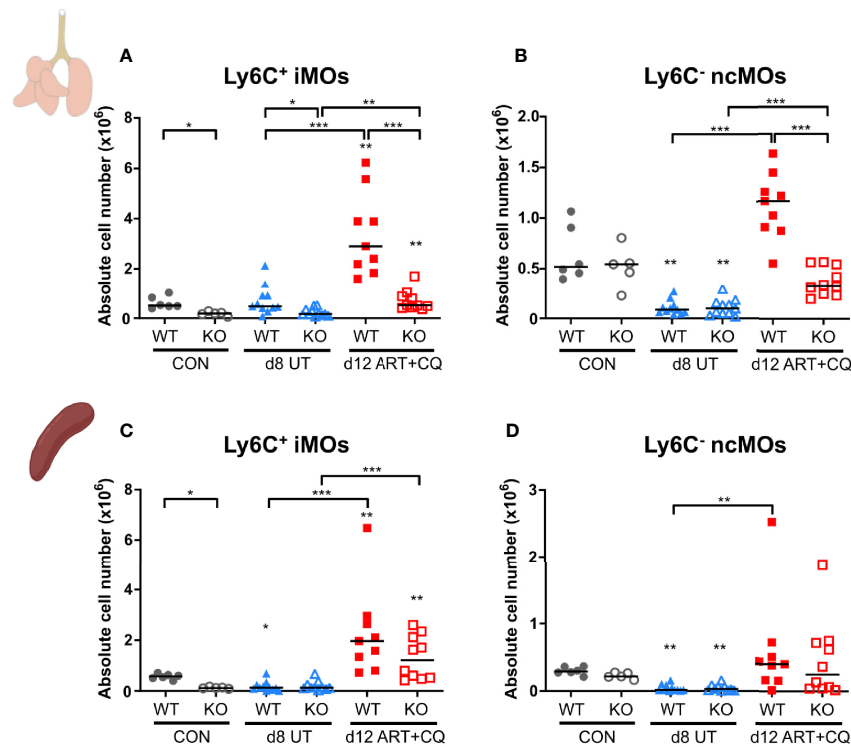 A
Ly6C+ iMOs
Absolute cell number (x10⁶)
8
6
4
2
0
*
*
**
***
***
**
**
WT KO WT KO WT KO
CON d8 UT d12 ART+CQ
B
Ly6C- ncMOs
Absolute cell number (x10⁶)
2.0
1.5
1.0
0.5
0
***
***
***
**
**
WT KO WT KO WT KO
CON d8 UT d12 ART+CQ
C
Ly6C+ iMOs
Absolute cell number (x10⁶)
8
6
4
2
0
***
*
***
**
**
*
WT KO WT KO WT KO
CON d8 UT d12 ART+CQ
D
Ly6C- ncMOs
Absolute cell number (x10⁶)
3
2
1
0
**
**
**
WT KO WT KO WT KO
CON d8 UT d12 ART+CQ